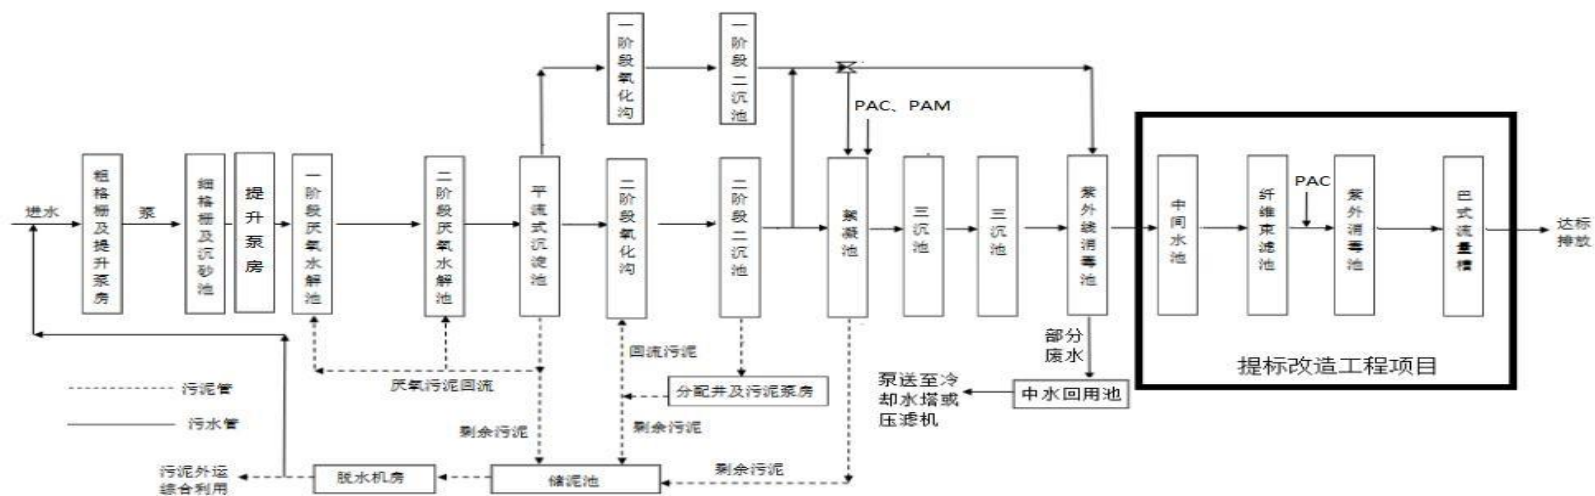 一阶段氧化沟
一阶段二沉池
PAC、PAM
进水
粗格栅及提升泵房
泵
细格栅及沉砂池
提升泵房
一阶段厌氧水解池
二阶段厌氧水解池
平流式沉淀池
二阶段氧化沟
二阶段二沉池
絮凝池
三沉池
三沉池
紫外线消毒池
中间水池
纤维束滤池
PAC
紫外消毒池
巴式流量槽
达标
排放
部分
废水
提标改造工程项目
回流污泥
厌氧污泥回流
污泥管
分配井及污泥泵房
泵送至冷
却水塔或
压滤机
中水回用池
污水管
剩余污泥
剩余污泥
剩余污泥
污泥外运
综合利用
脱水机房
储泥池